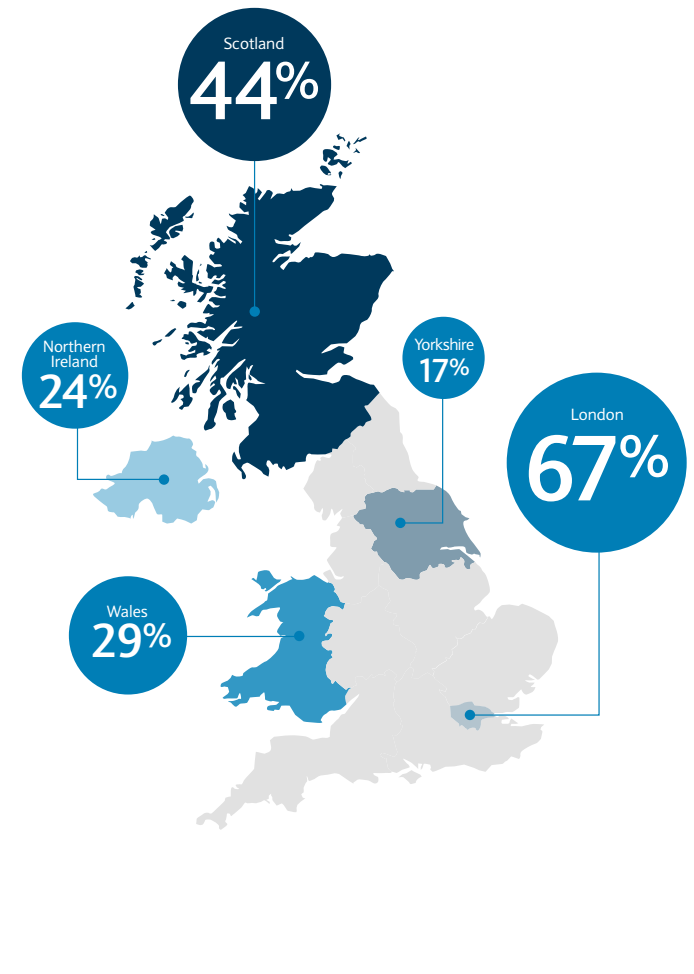 Scotland
44%
Northern
Ireland
24%
Yorkshire
17%
London
67%
Wales
29%